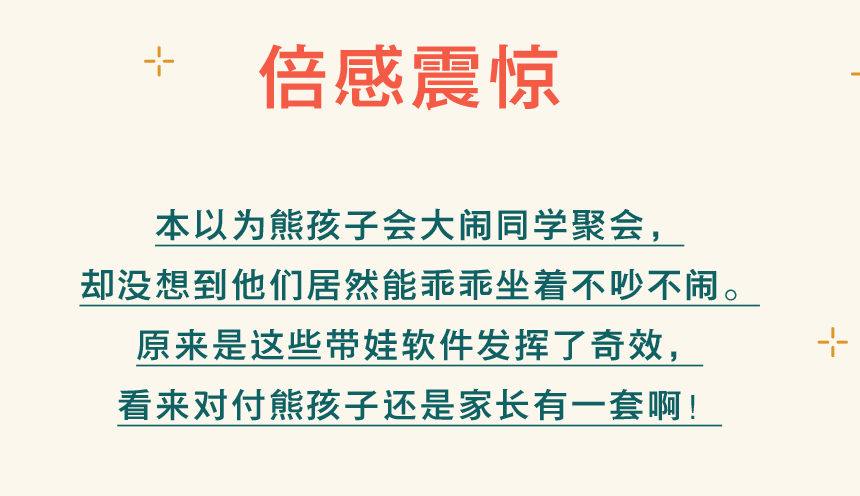 倍感震惊
本以为熊孩子会大闹同学聚会，
却没想到他们居然能乖乖坐着不吵不闹。
原来是这些带娃软件发挥了奇效，
看来对付熊孩子还是家长有一套啊！